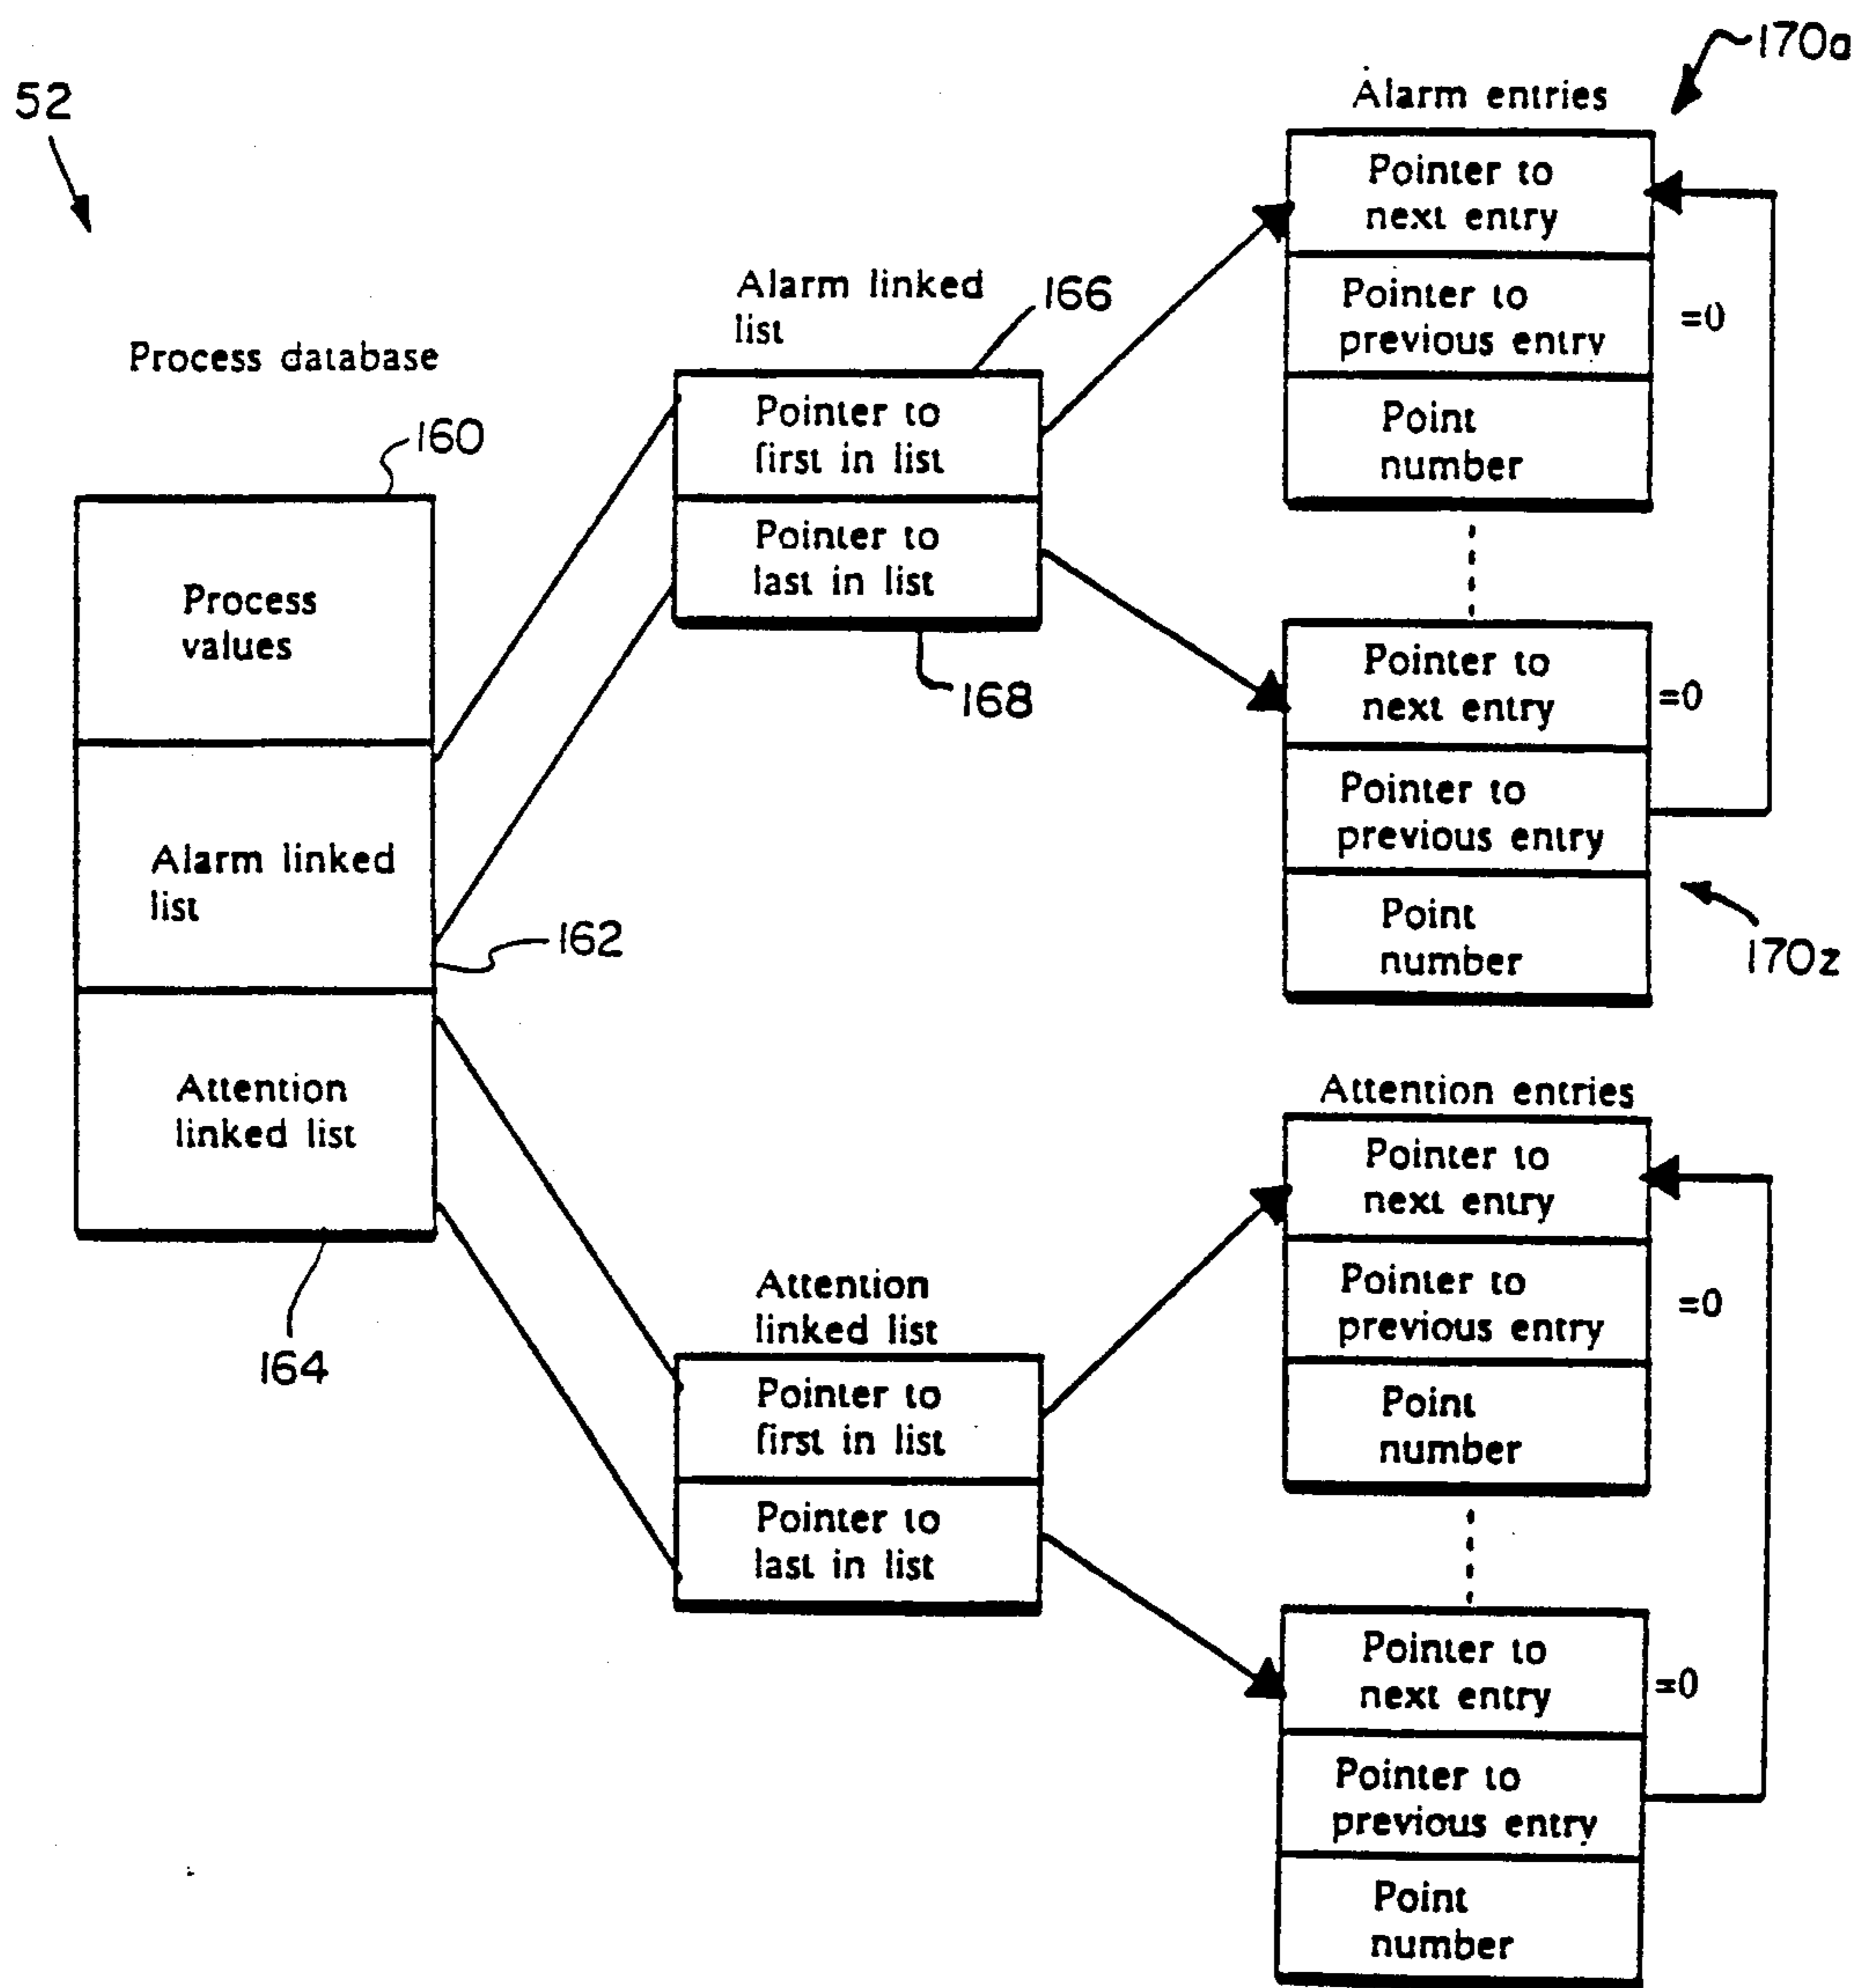 52
Process database
160
Process
values
Alarm linked
list
162
Attention
linked list
164
Alarm linked
list
166
Pointer to
first in list
Pointer to
last in list
168
Alarm entries
170a
Pointer to
next entry
Pointer to
previous entry
=0
Point
number
Pointer to
next entry
=0
Pointer to
previous entry
Point
number
170z
Attention
linked list
Pointer to
first in list
Pointer to
last in list
Attention entries
Pointer to
next entry
Pointer to
previous entry
=0
Point
number
Pointer to
next entry
=0
Pointer to
previous entry
Point
number